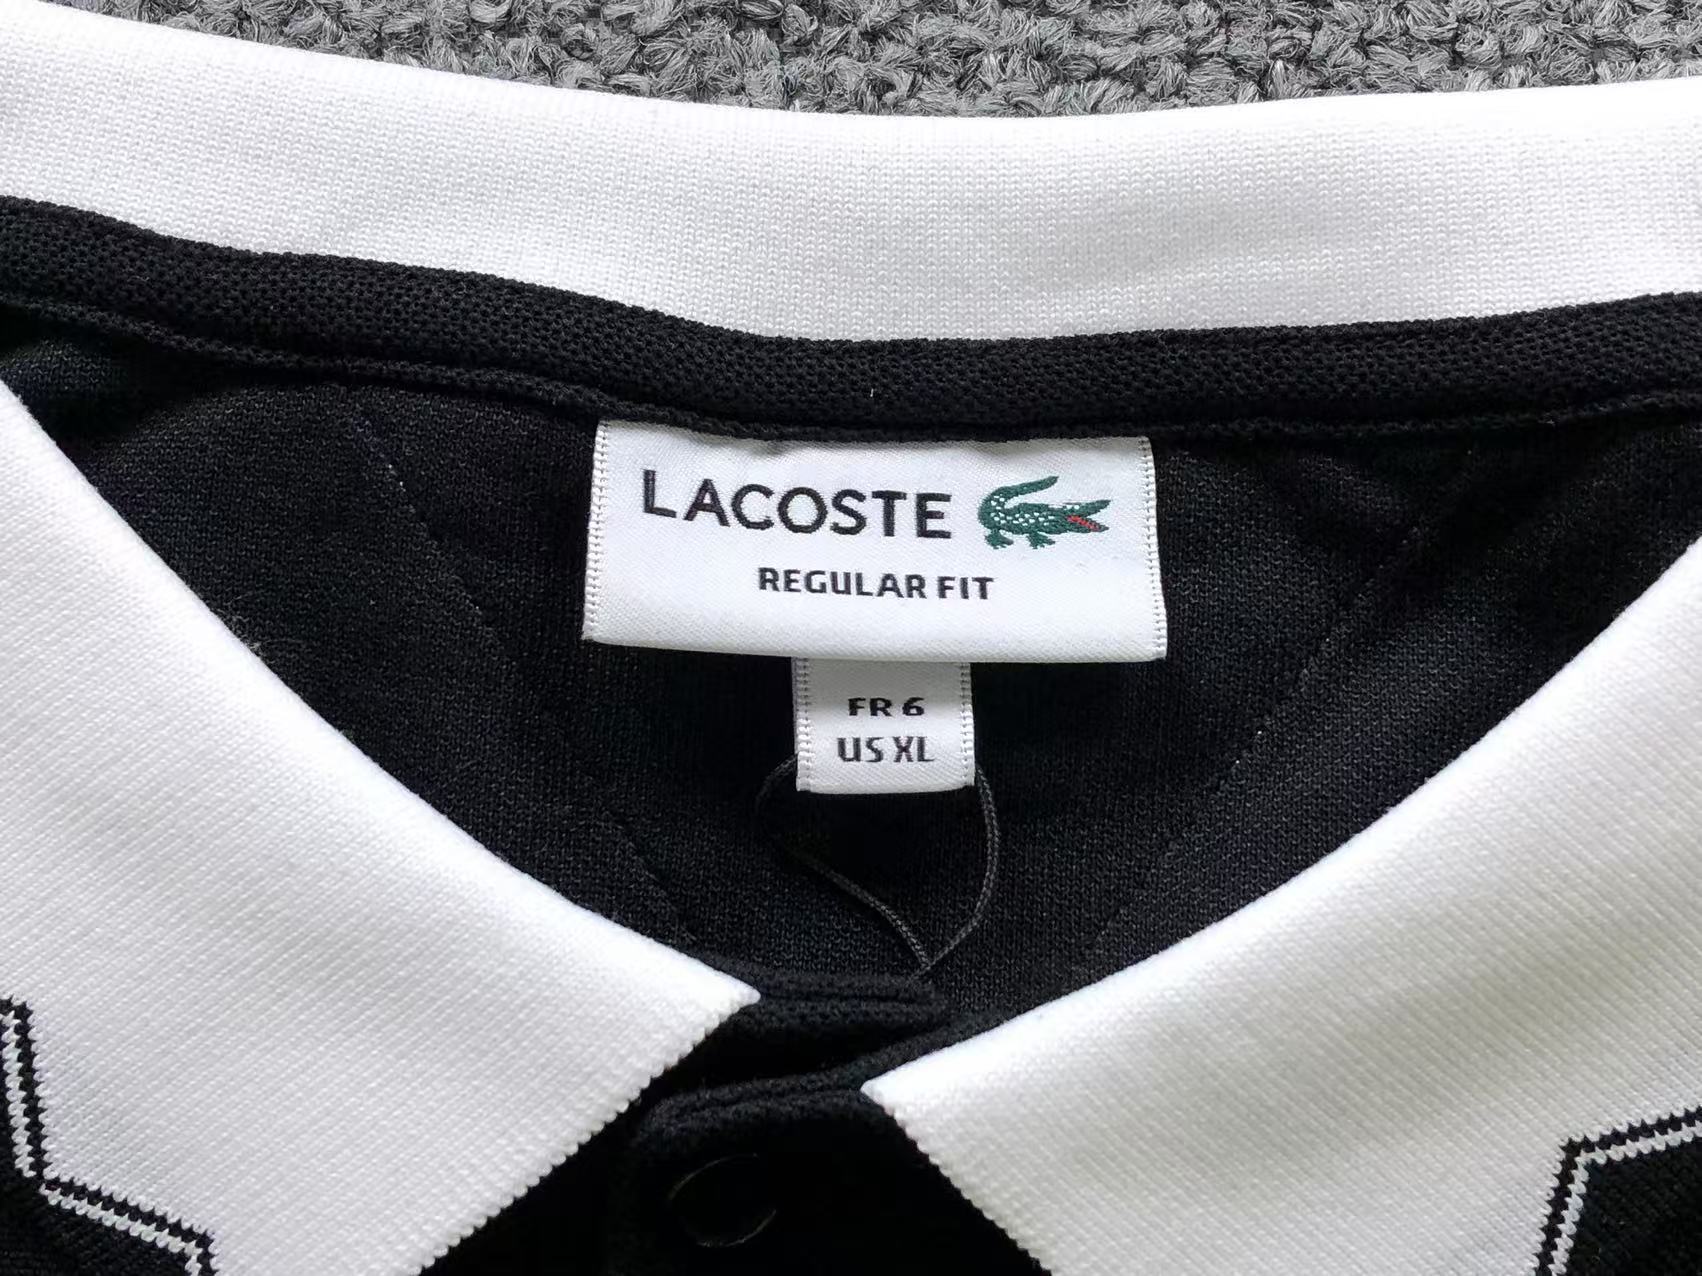 LACOSTE
REGULAR FIT
FR 6
US XL